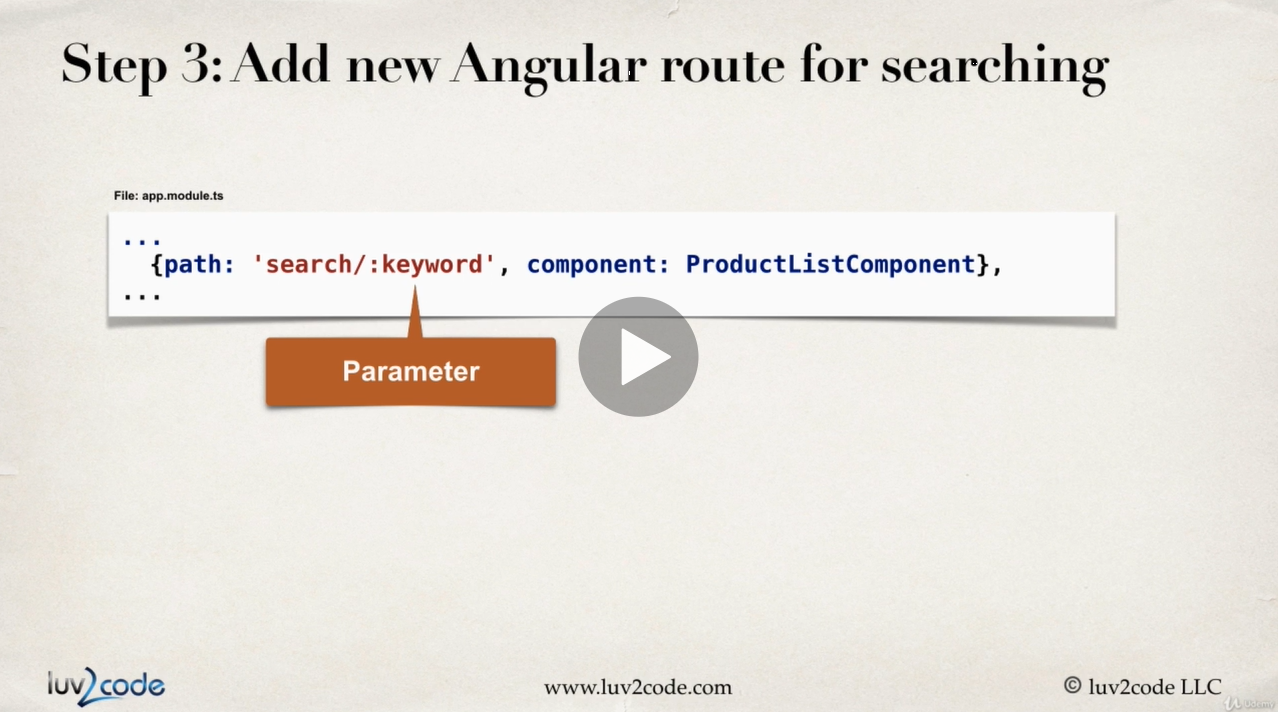 Step 3: Add new Angular route for searching
File: app.module.ts
...
{path: 'search/:keyword', component: ProductListComponent},
...
Parameter
luv2code
www.luv2code.com
© luv2code LLC
Udemy